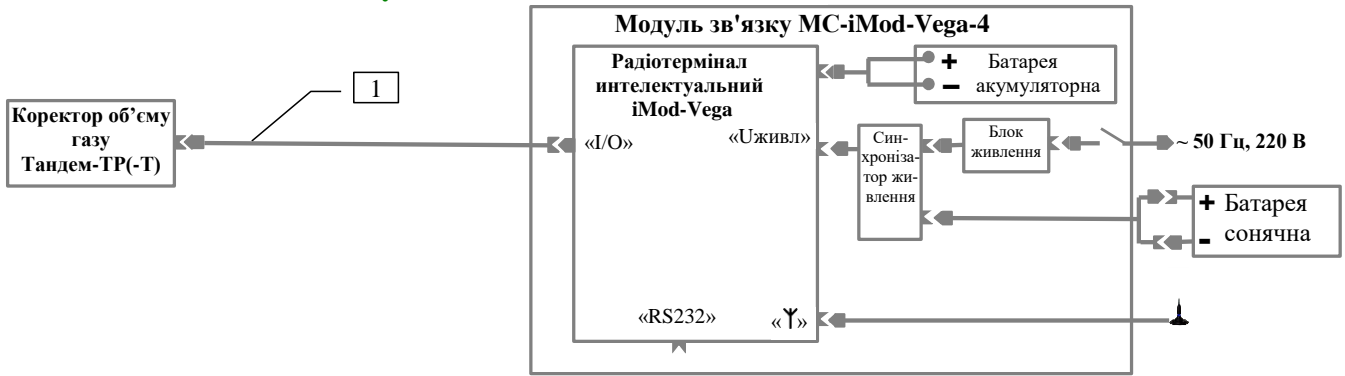 Модуль зв'язку МС-iMod-Vega-4
Радіотермінал
интелектуальний
iMod-Vega
+ Батарея
– акумуляторна
1
Коректор об’єму
газу
Тандем-ТР(-Т)
«I/O»
«Uживл»
Син-
хроніза-
тор жи-
влення
Блок
живлення
~ 50 Гц, 220 В
+ Батарея
- сонячна
«RS232»
«Y»